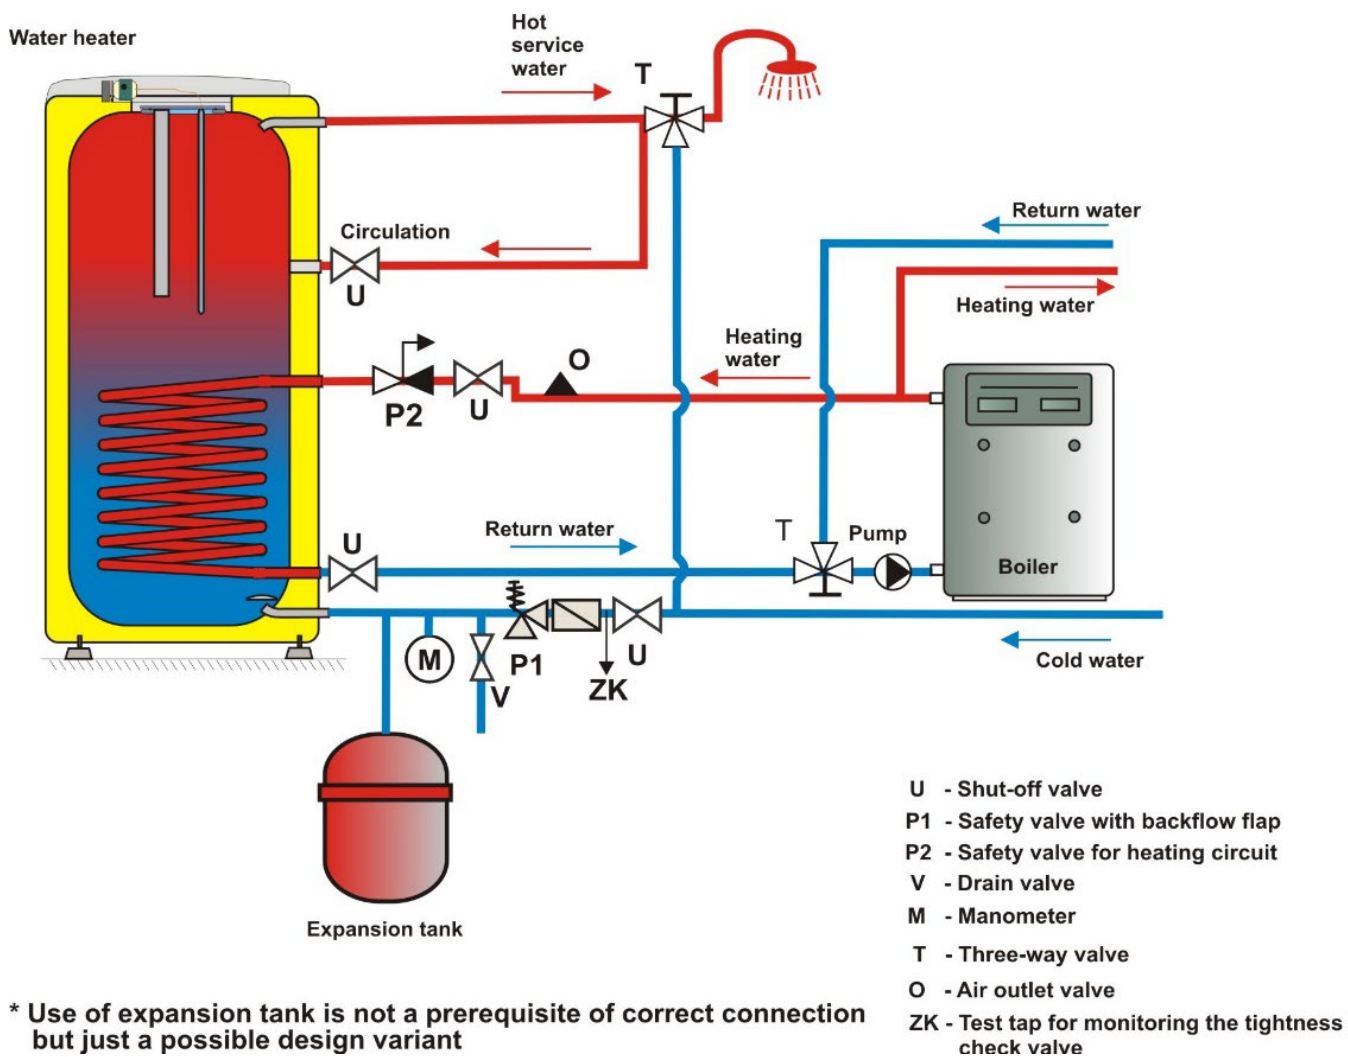 Water heater
Hot
service
water
T
Circulation
U
Return water
Heating water
Heating
water
O
P2
U
U
Return water
T
Pump
Boiler
M
V
P1
ZK
U
Cold water
Expansion tank
U - Shut-off valve
P1 - Safety valve with backflow flap
P2 - Safety valve for heating circuit
V - Drain valve
M - Manometer
T - Three-way valve
O - Air outlet valve
ZK - Test tap for monitoring the tightness
check valve
* Use of expansion tank is not a prerequisite of correct connection
but just a possible design variant